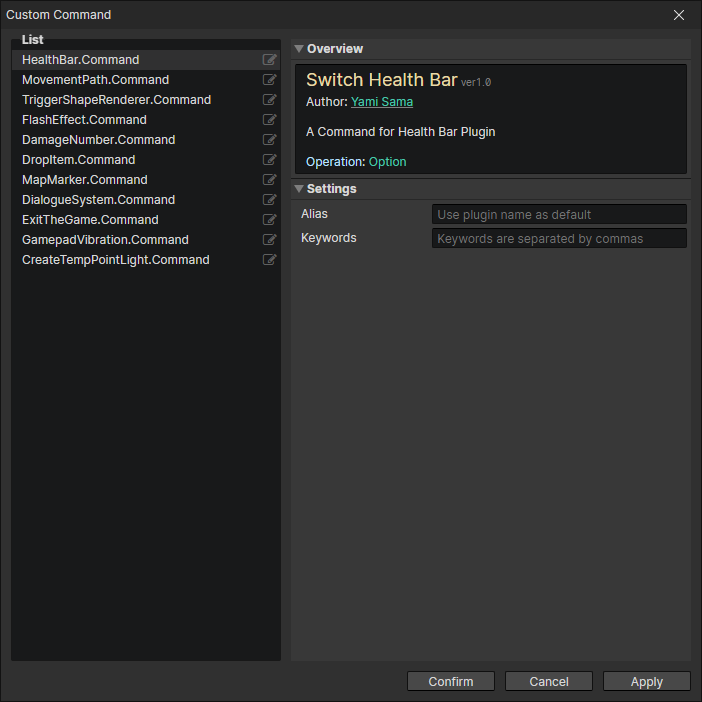 Custom Command
List
HealthBar.Command
MovementPath.Command
TriggerShapeRenderer.Command
FlashEffect.Command
DamageNumber.Command
DropItem.Command
MapMarker.Command
DialogueSystem.Command
ExitTheGame.Command
GamepadVibration.Command
CreateTempPointLight.Command
Overview
Switch Health Bar ver1.0
Author: Yami Sama
A Command for Health Bar Plugin
Operation: Option
Settings
Alias Use plugin name as default
Keywords Keywords are separated by commas
Confirm Cancel Apply